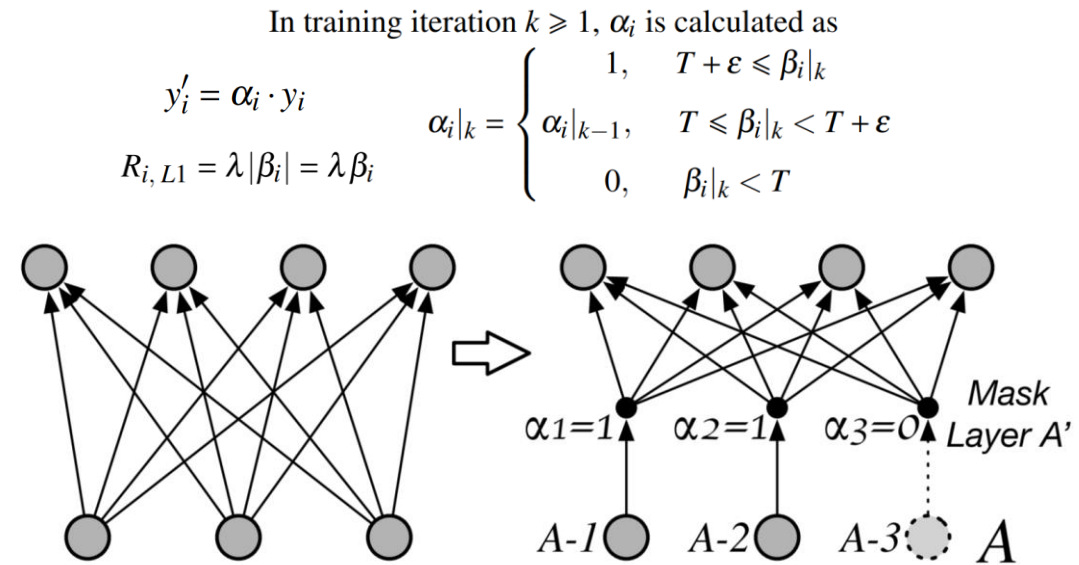 In training iteration k ⩾ 1, αᵢ is calculated as
y′ᵢ = αᵢ · yᵢ
Rᵢ, L1 = λ|βᵢ| = λβᵢ
αᵢ|ₖ = {
1, T + ε ⩽ βᵢ|ₖ
αᵢ|ₖ₋₁, T ⩽ βᵢ|ₖ < T + ε
0, βᵢ|ₖ < T
α1=1 α2=1 α3=0
Mask
Layer A'
A-1 A-2 A-3 A